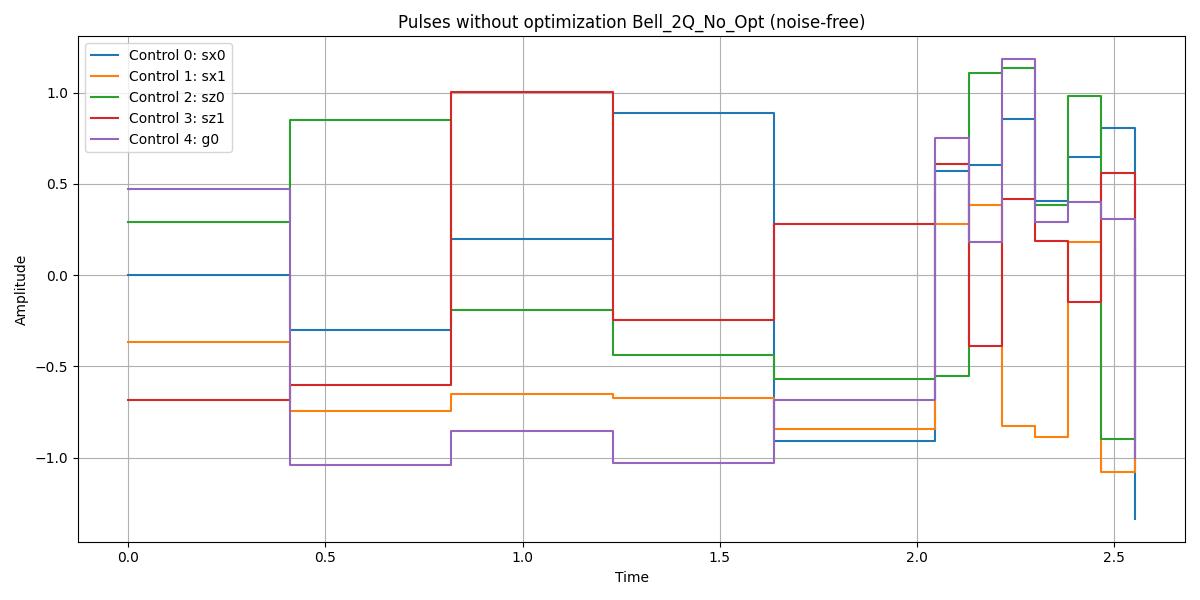 Pulses without optimization Bell_2Q_No_Opt (noise-free)
Control 0: sx0
Control 1: sx1
Control 2: sz0
Control 3: sz1
Control 4: g0
Amplitude
1.0
0.5
0.0
−0.5
−1.0
0.0 0.5 1.0 1.5 2.0 2.5
Time